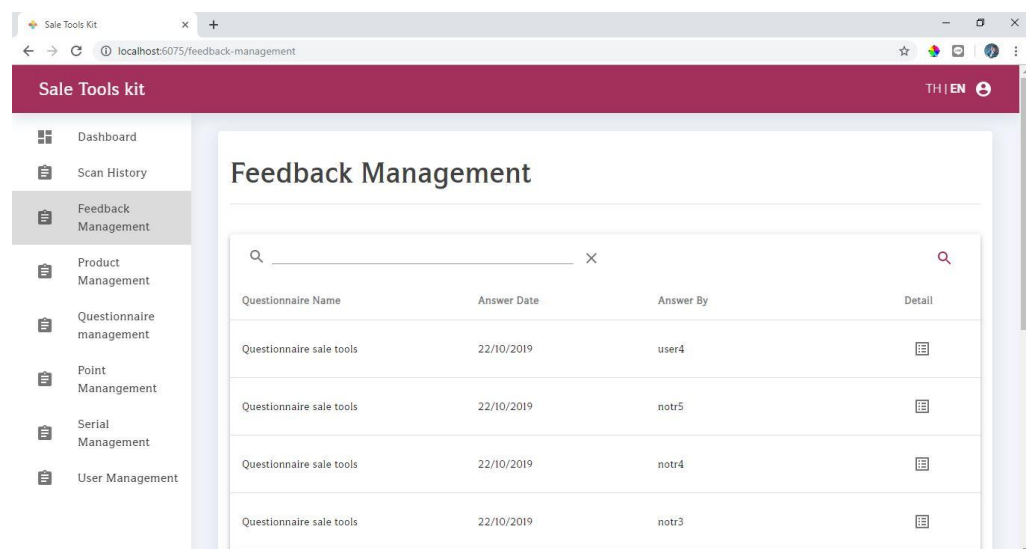 Sale Tools Kit
localhost:6075/feedback-management
Sale Tools kit
TH | EN
Dashboard
Scan History
Feedback
Management
Product
Management
Questionnaire
management
Point
Manangement
Serial
Management
User Management
Feedback Management
Questionnaire Name Answer Date Answer By Detail
Questionnaire sale tools 22/10/2019 user4
Questionnaire sale tools 22/10/2019 notr5
Questionnaire sale tools 22/10/2019 notr4
Questionnaire sale tools 22/10/2019 notr3